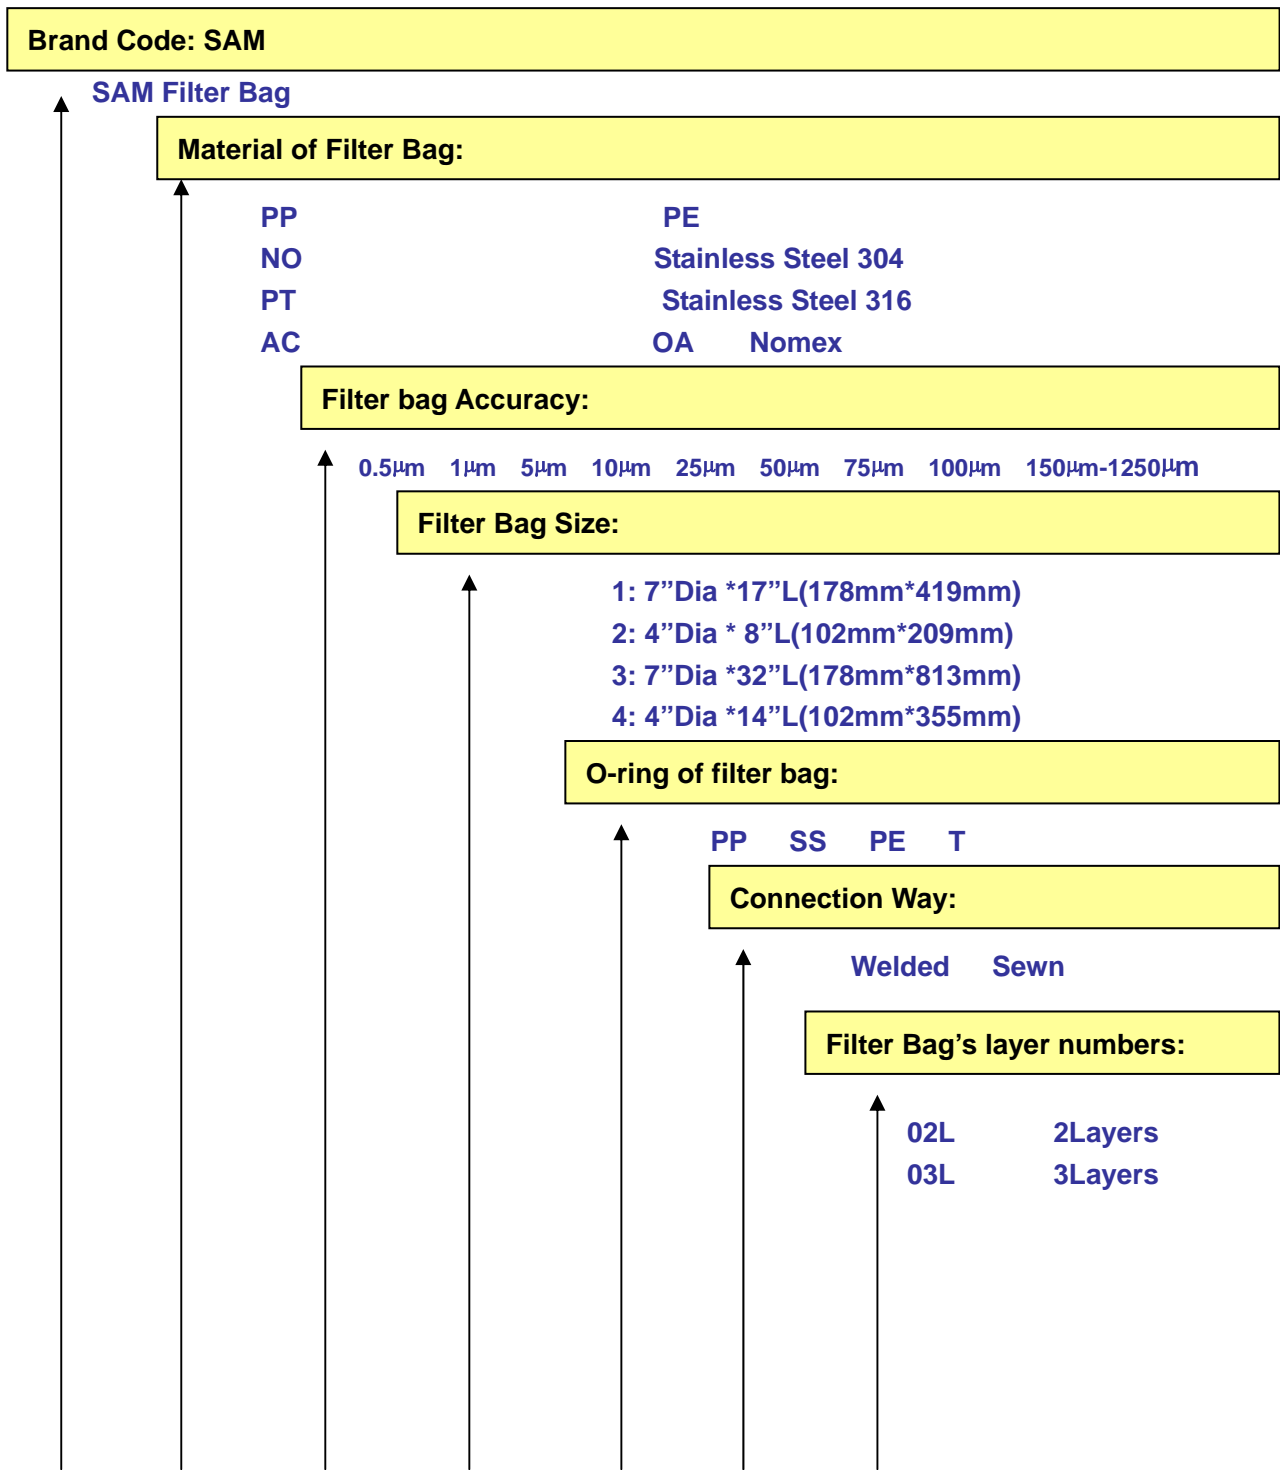 Brand Code: SAM
SAM Filter Bag
Material of Filter Bag:
PP PE
NO Stainless Steel 304
PT Stainless Steel 316
AC OA Nomex
Filter bag Accuracy:
0.5μm 1μm 5μm 10μm 25μm 50μm 75μm 100μm 150μm-1250μm
Filter Bag Size:
1: 7”Dia *17”L(178mm*419mm)
2: 4”Dia * 8”L(102mm*209mm)
3: 7”Dia *32”L(178mm*813mm)
4: 4”Dia *14”L(102mm*355mm)
O-ring of filter bag:
PP SS PE T
Connection Way:
Welded Sewn
Filter Bag’s layer numbers:
02L 2Layers
03L 3Layers